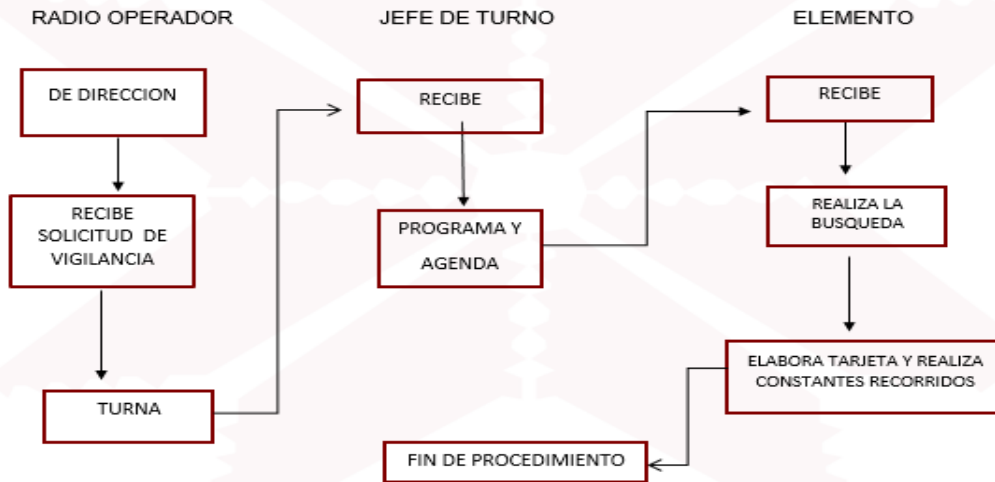 RADIO OPERADOR
JEFE DE TURNO
ELEMENTO
DE DIRECCION
RECIBE
SOLICITUD DE
VIGILANCIA
TURNA
RECIBE
PROGRAMA Y
AGENDA
RECIBE
REALIZA LA
BUSQUEDA
ELABORA TARJETA Y REALIZA
CONSTANTES RECORRIDOS
FIN DE PROCEDIMIENTO